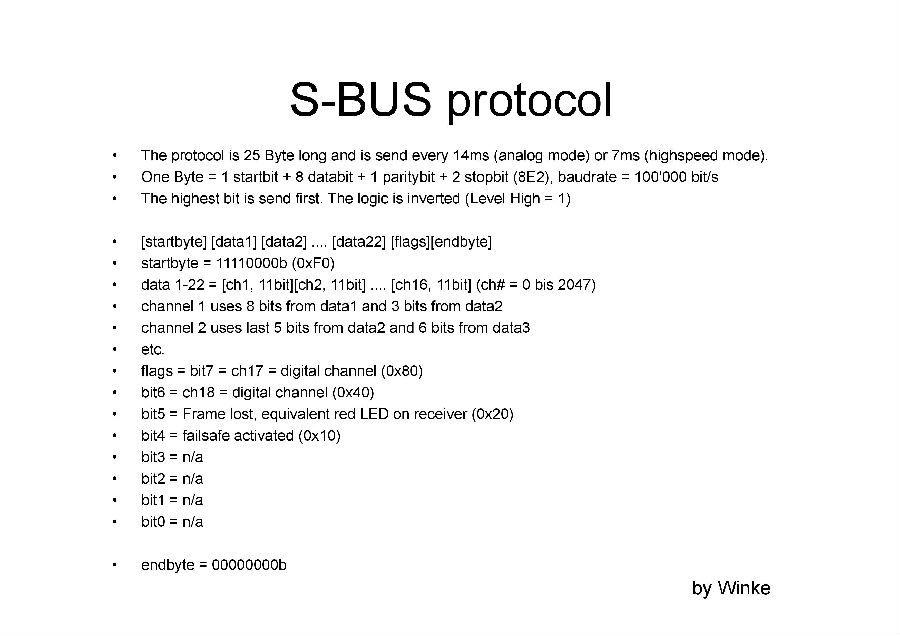 S-BUS protocol
• The protocol is 25 Byte long and is send every 14ms (analog mode) or 7ms (highspeed mode).
• One Byte = 1 startbit + 8 databit + 1 paritybit + 2 stopbit (8E2), baudrate = 100'000 bit/s
• The highest bit is send first. The logic is inverted (Level High = 1)
• [startbyte] [data1] [data2] .... [data22] [flags][endbyte]
• startbyte = 11110000b (0xF0)
• data 1-22 = [ch1, 11bit][ch2, 11bit] .... [ch16, 11bit] (ch# = 0 bis 2047)
• channel 1 uses 8 bits from data1 and 3 bits from data2
• channel 2 uses last 5 bits from data2 and 6 bits from data3
• etc.
• flags = bit7 = ch17 = digital channel (0x80)
• bit6 = ch18 = digital channel (0x40)
• bit5 = Frame lost, equivalent red LED on receiver (0x20)
• bit4 = failsafe activated (0x10)
• bit3 = n/a
• bit2 = n/a
• bit1 = n/a
• bit0 = n/a
• endbyte = 00000000b
by Winke